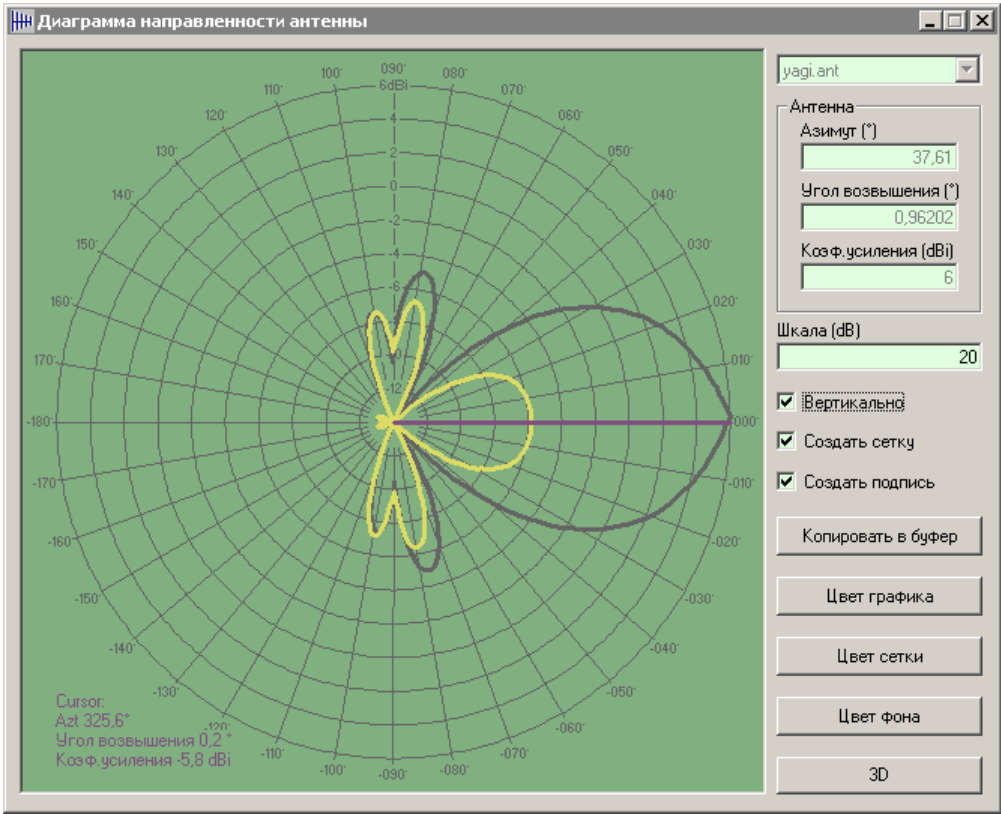 Диаграмма направленности антенны
yagi.ant
Антенна
Азимут (°)
37,61
Угол возвышения (°)
0,96202
Коэф.усиления (dBi)
6
Шкала (dB)
20
Вертикально
Создать сетку
Создать подпись
Копировать в буфер
Цвет графика
Цвет сетки
Цвет фона
3D
090°
100° 080°
6dBi
110° 070°
120° 060°
4
130° 2 050°
0
140° 040°
-2
150° -4 030°
-6
160° 020°
170° 010°
-12
-180° 000°
-170° -010°
-160° -020°
-150° -030°
-140° -040°
-130° -050°
-120° -060°
-110° -070°
-100° -080°
-090°
Cursor:
Azt 325,6°
Угол возвышения 0,2 °
Коэф.усиления -5,8 dBi